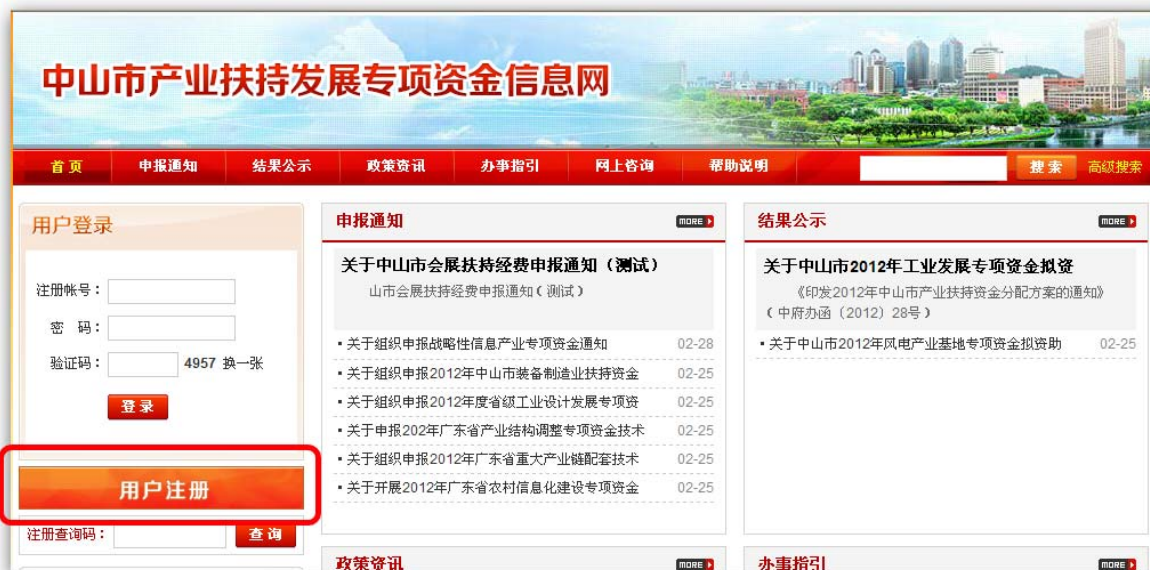 中山市产业扶持发展专项资金信息网
首页 申报通知 结果公示 政策资讯 办事指引 网上咨询 帮助说明 搜索 高级搜索
用户登录
注册帐号：
密 码：
验证码： 4957 换一张
登录
用户注册
注册查询码： 查询
申报通知 MORE
关于中山市会展扶持经费申报通知（测试）
山市会展扶持经费申报通知（测试）
关于组织申报战略性信息产业专项资金通知 02-28
关于组织申报2012年中山市装备制造业扶持资金 02-25
关于组织申报2012年度省级工业设计发展专项资 02-25
关于申报202年广东省产业结构调整专项资金技术 02-25
关于组织申报2012年广东省重大产业链配套技术 02-25
关于开展2012年广东省农村信息化建设专项资金 02-25
结果公示 MORE
关于中山市2012年工业发展专项资金拟资
《印发2012年中山市产业扶持资金分配方案的通知》
（中府办函〔2012〕28号）
关于中山市2012年风电产业基地专项资金拟资助 02-25
政策资讯 MORE
办事指引 MORE